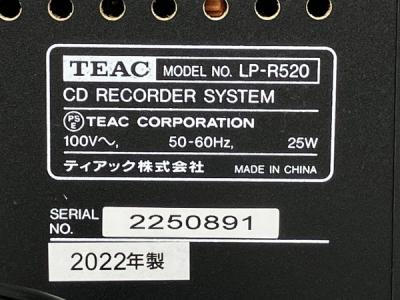 TEAC MODEL NO. LP-R520
CD RECORDER SYSTEM
PSE TEAC CORPORATION
100V～, 50-60Hz, 25W
ティアック株式会社 MADE IN CHINA
SERIAL NO. 2250891
2022年製